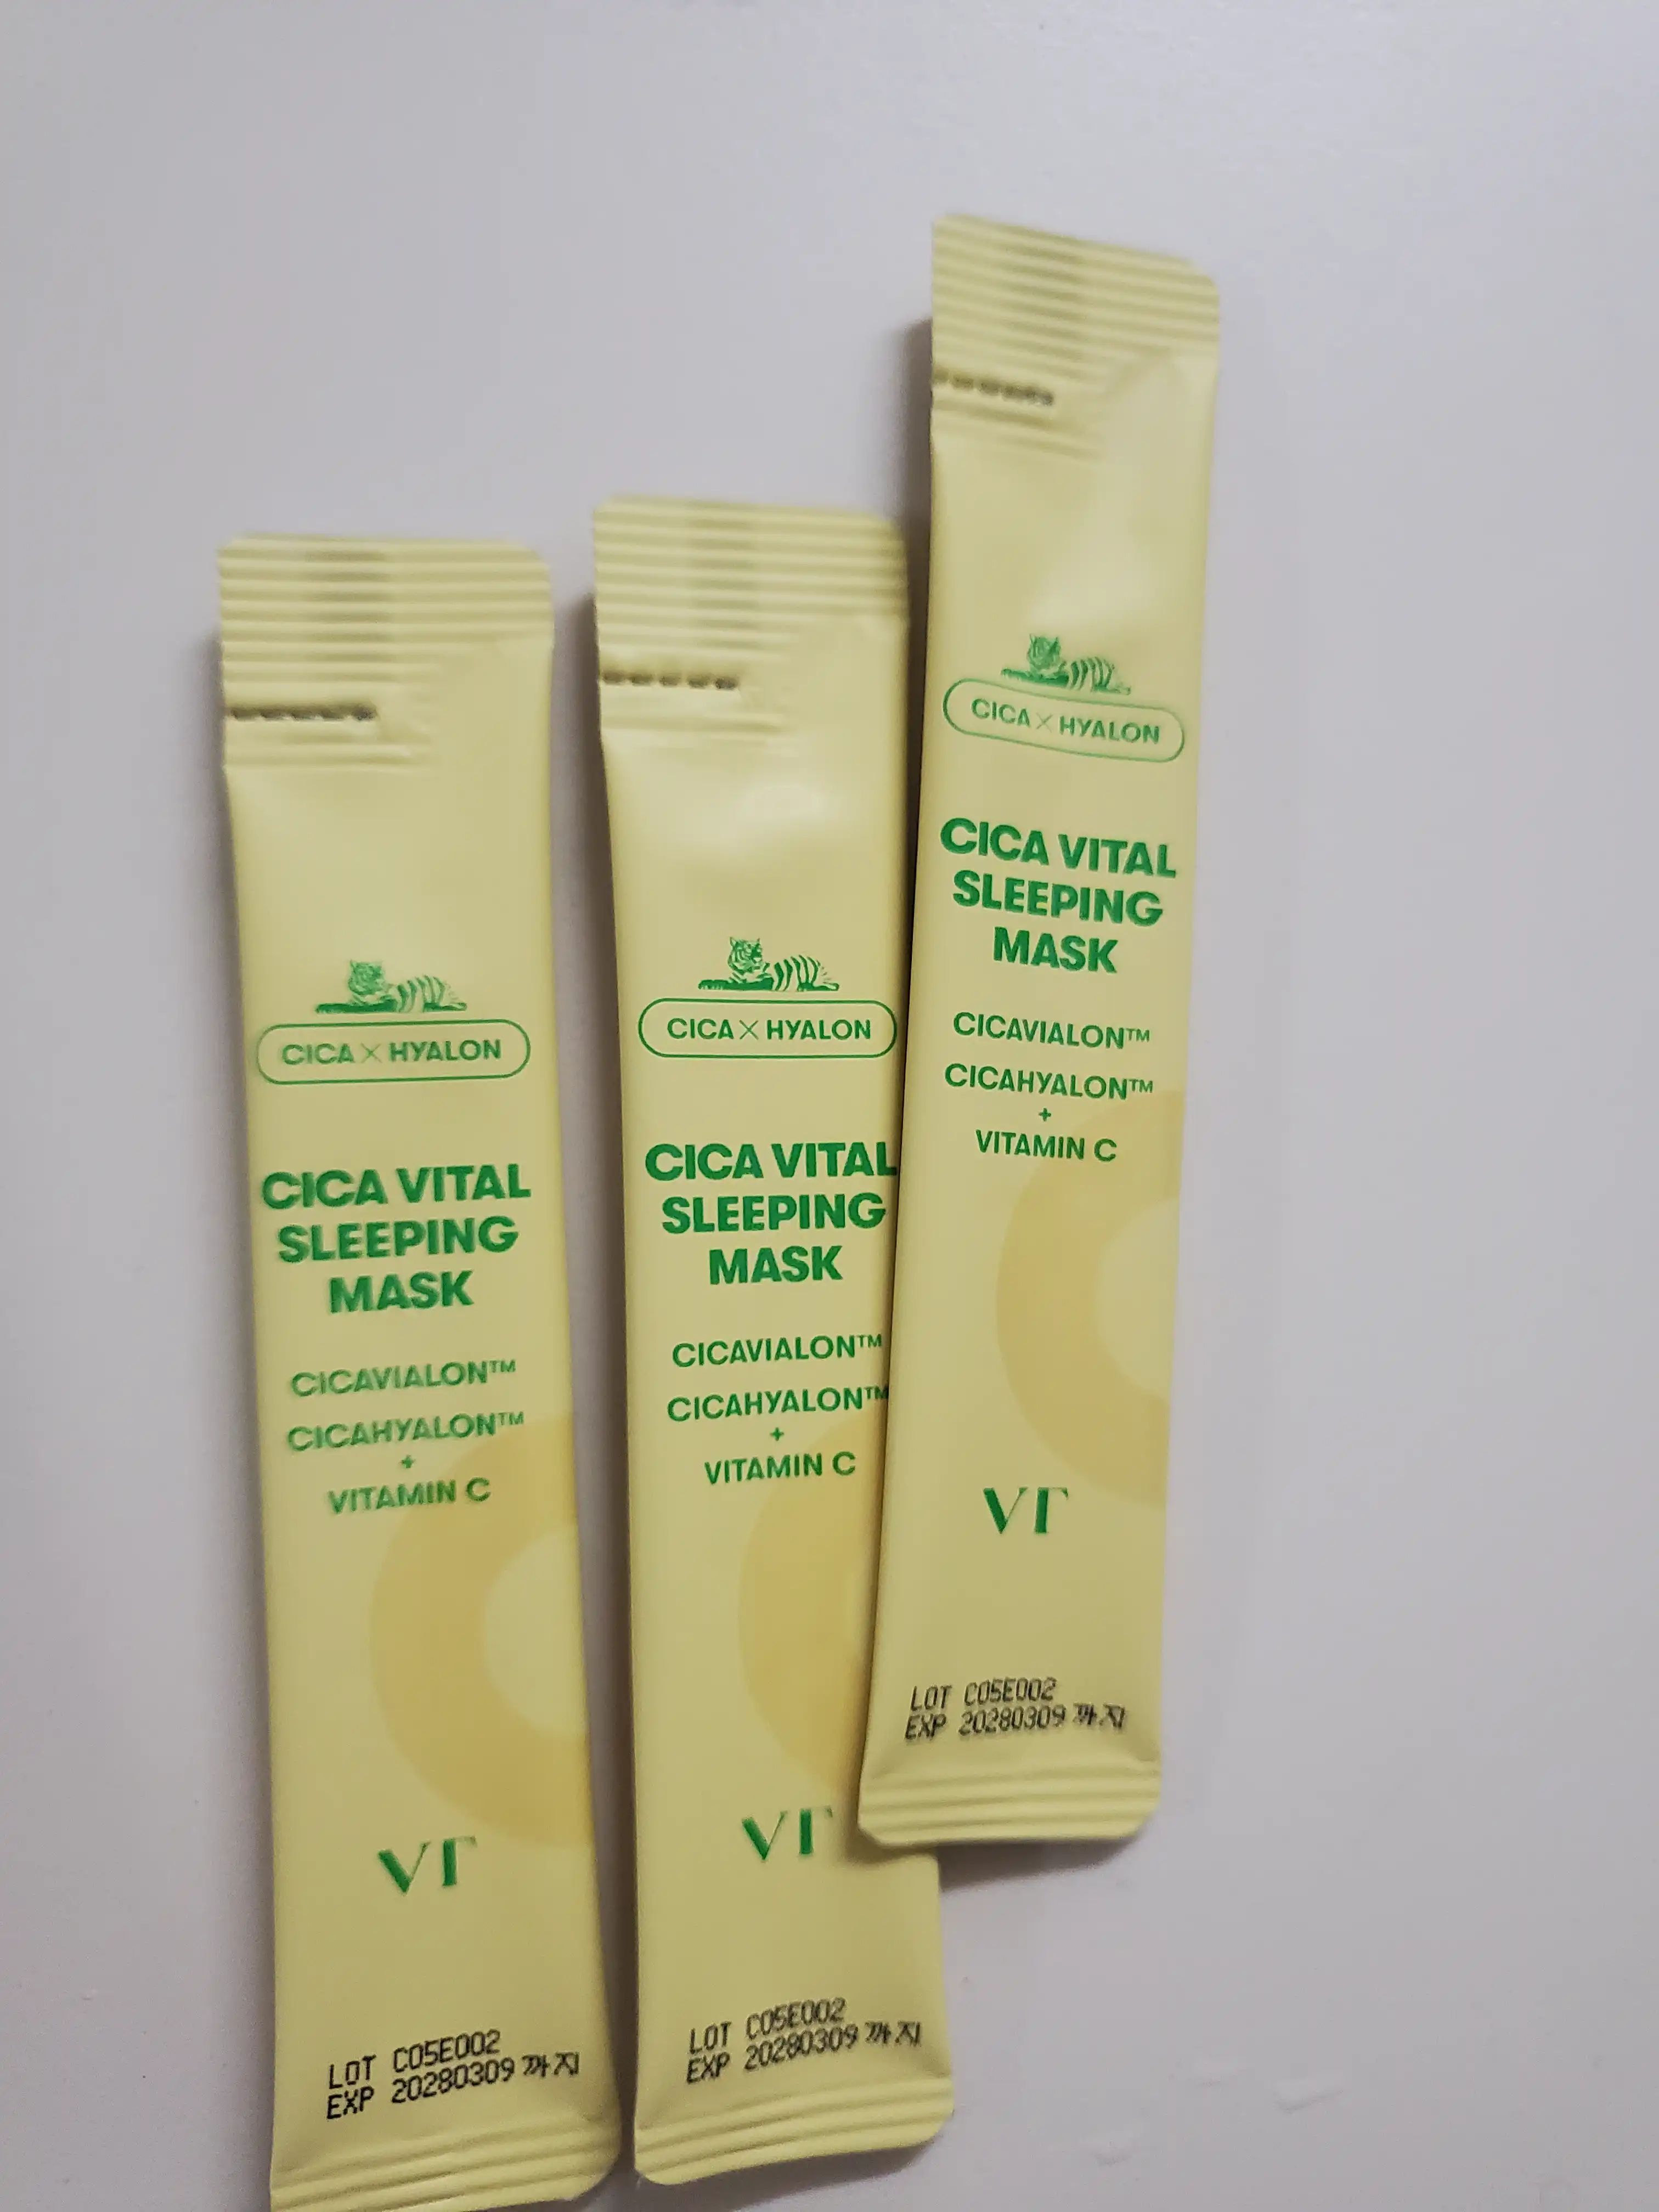 CICA × HYALON
CICA VITAL
SLEEPING
MASK
CICAVIALON™
CICAHYALON™
+
VITAMIN C
VT
LOT C05E002
EXP 20280309 까지
CICA × HYALON
CICA VITAL
SLEEPING
MASK
CICAVIALON™
CICAHYALON™
+
VITAMIN C
VT
LOT C05E002
EXP 20280309 까지
CICA × HYALON
CICA VITAL
SLEEPING
MASK
CICAVIALON™
CICAHYALON™
+
VITAMIN C
VT
LOT C05E002
EXP 20280309 까지